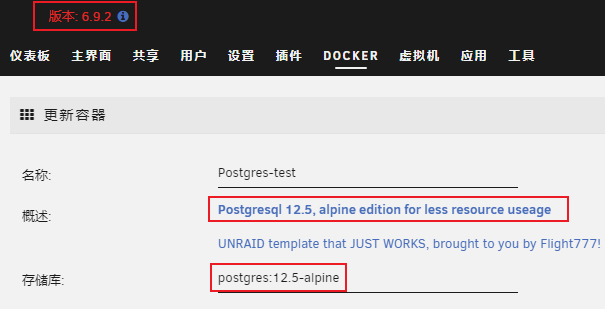 版本: 6.9.2
仪表板 主界面 共享 用户 设置 插件 DOCKER 虚拟机 应用 工具
更新容器
名称: Postgres-test
概述: Postgresql 12.5, alpine edition for less resource useage
UNRAID template that JUST WORKS, brought to you by Flight777!
存储库: postgres:12.5-alpine